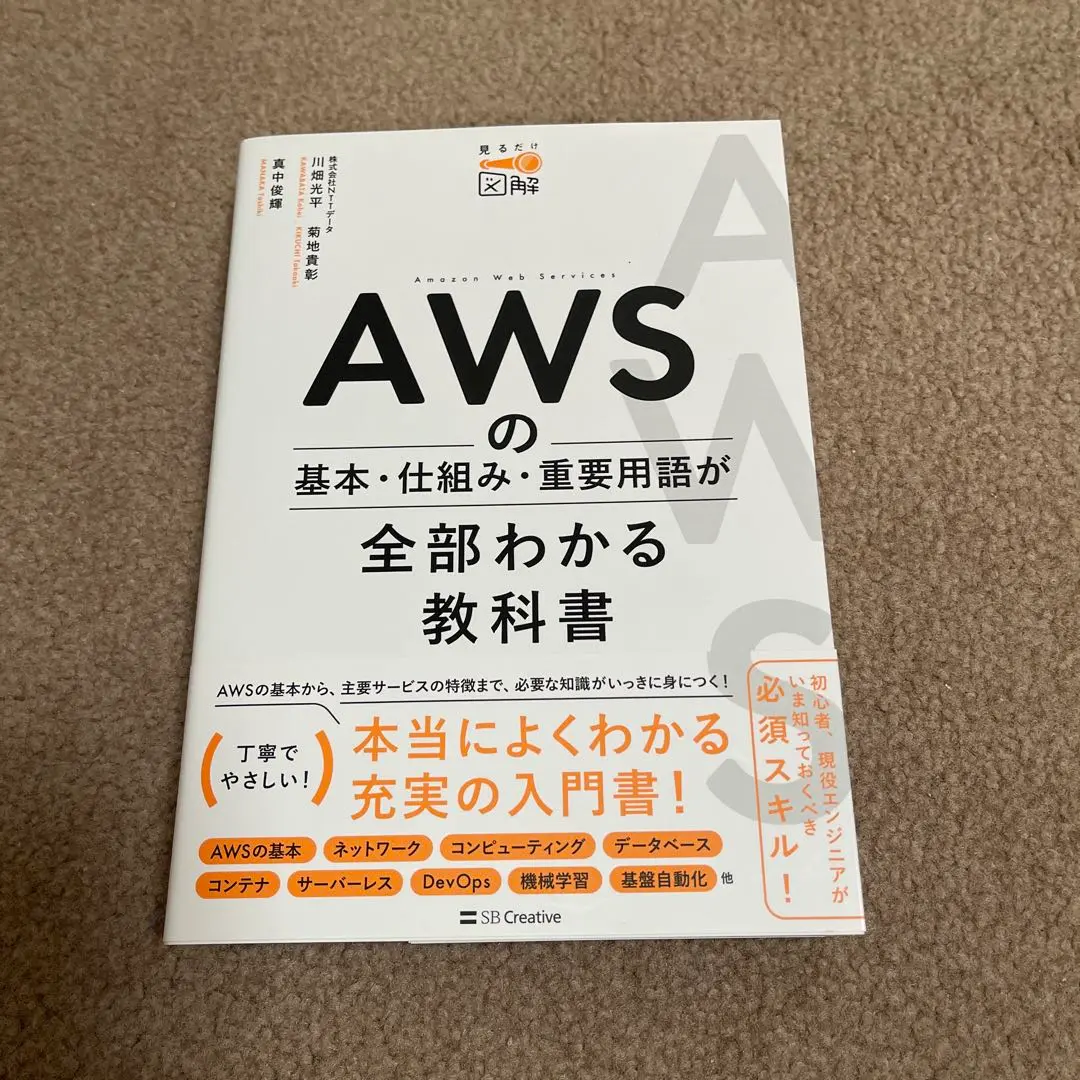 見るだけ
図解
株式会社NTTデータ
川畑光平 菊地貴彰
KAWABATA Kohei KIKUCHI Takaaki
真中俊輝
MANAKA Toshiki
AWS
Amazon Web Services
AWS
の
基本・仕組み・重要用語が
全部わかる
教科書
AWSの基本から、主要サービスの特徴まで、必要な知識がいっきに身につく!
丁寧で
やさしい!
本当によくわかる
充実の入門書!
初心者、現役エンジニアが
いま知っておくべき
必須スキル!
AWSの基本 ネットワーク コンピューティング データベース
コンテナ サーバーレス DevOps 機械学習 基盤自動化 他
SB Creative